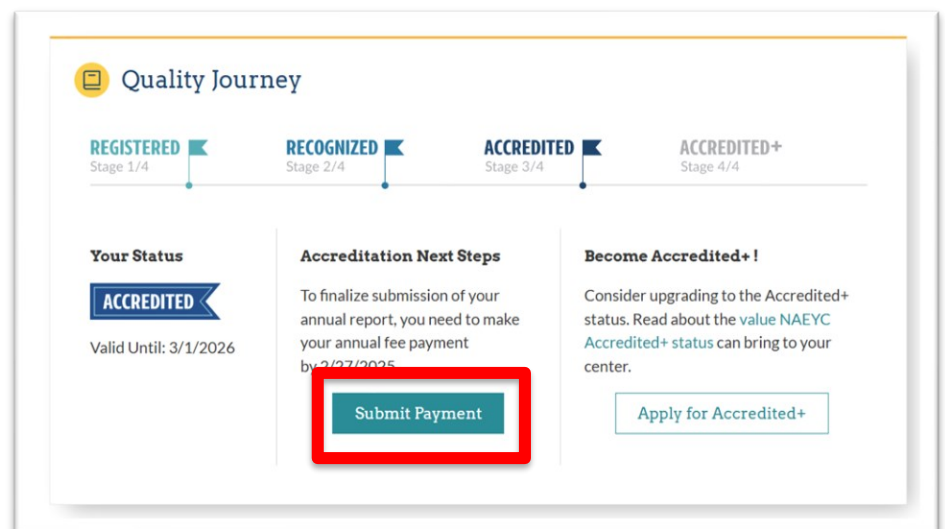 Quality Journey
REGISTERED
Stage 1/4
RECOGNIZED
Stage 2/4
ACCREDITED
Stage 3/4
ACCREDITED+
Stage 4/4
Your Status
ACCREDITED
Valid Until: 3/1/2026
Accreditation Next Steps
To finalize submission of your
annual report, you need to make
your annual fee payment
by
Submit Payment
Become Accredited+ !
Consider upgrading to the Accredited+
status. Read about the value NAEYC
Accredited+ status can bring to your
center.
Apply for Accredited+